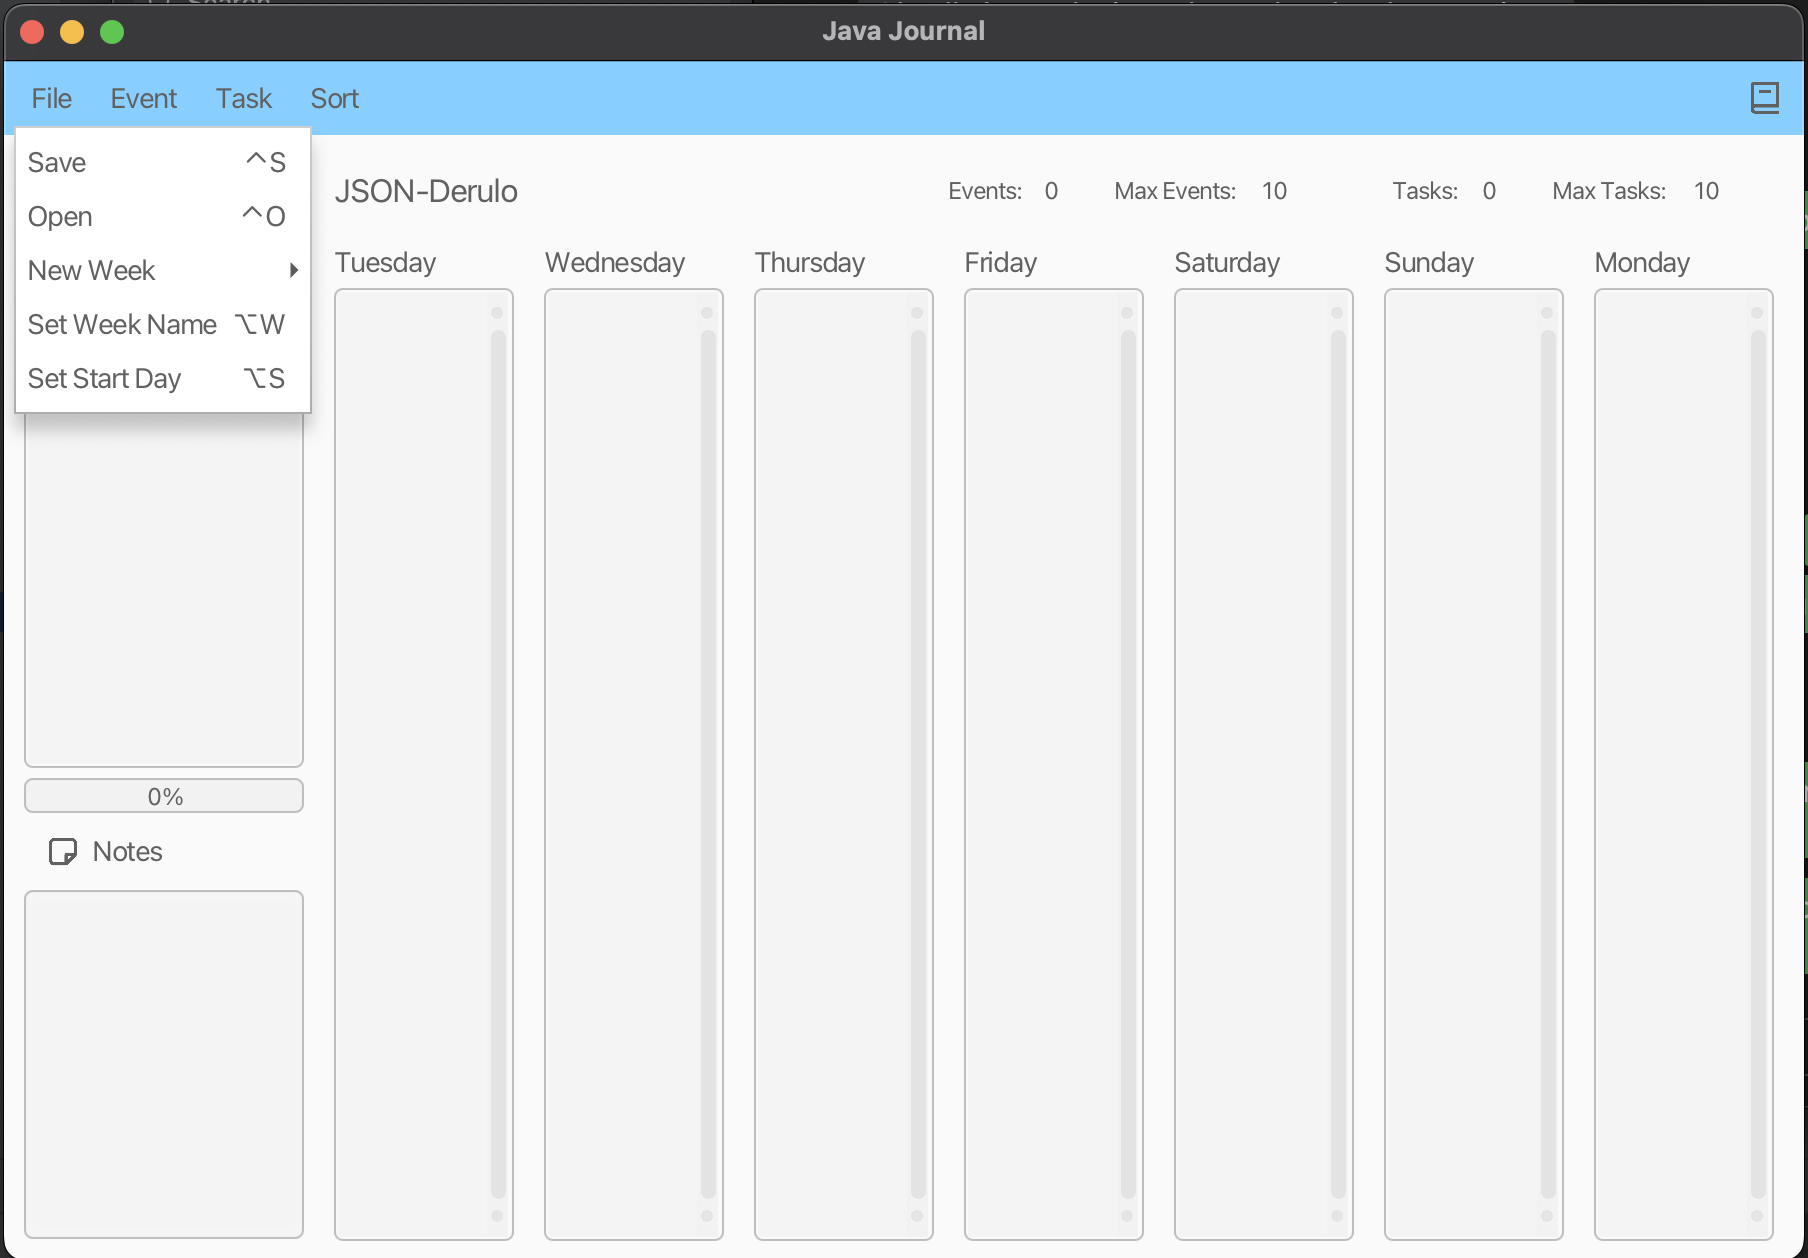 Java Journal
File Event Task Sort
Save ^S
Open ^O
New Week
Set Week Name ⌥W
Set Start Day ⌥S
JSON-Derulo Events: 0 Max Events: 10 Tasks: 0 Max Tasks: 10
Tuesday Wednesday Thursday Friday Saturday Sunday Monday
0%
Notes